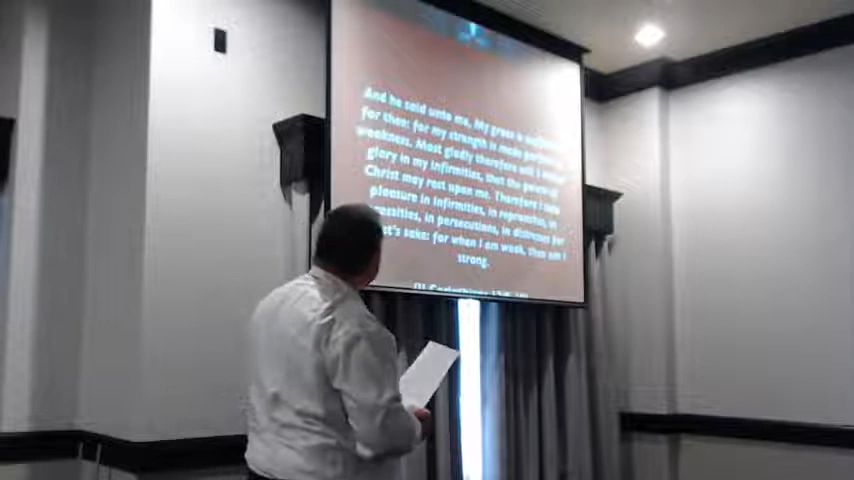 And he said unto me, My grace is
for thee: for my strength is made
weakness. Most gladly therefore will I
glory in my infirmities, that the power of
Christ may rest upon me. Therefore I
pleasure in infirmities, in reproaches, in
in persecutions, in distresses for
sake: for when I am weak, then am I
strong.